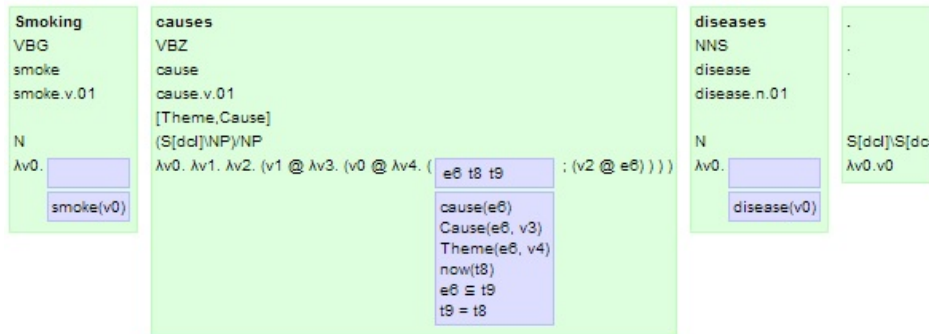 Smoking
VBG
smoke
smoke.v.01
N
λv0.
smoke(v0)
causes
VBZ
cause
cause.v.01
[Theme,Cause]
(S[dcl]\NP)/NP
λv0. λv1. λv2. (v1 @ λv3. (v0 @ λv4. ( e6 t8 t9 ; (v2 @ e6) ) ) )
cause(e6)
Cause(e6, v3)
Theme(e6, v4)
now(t8)
e6 ⊆ t9
t9 = t8
diseases
NNS
disease
disease.n.01
N
λv0.
disease(v0)
.
.
.
S[dcl]\S[dc
λv0.v0